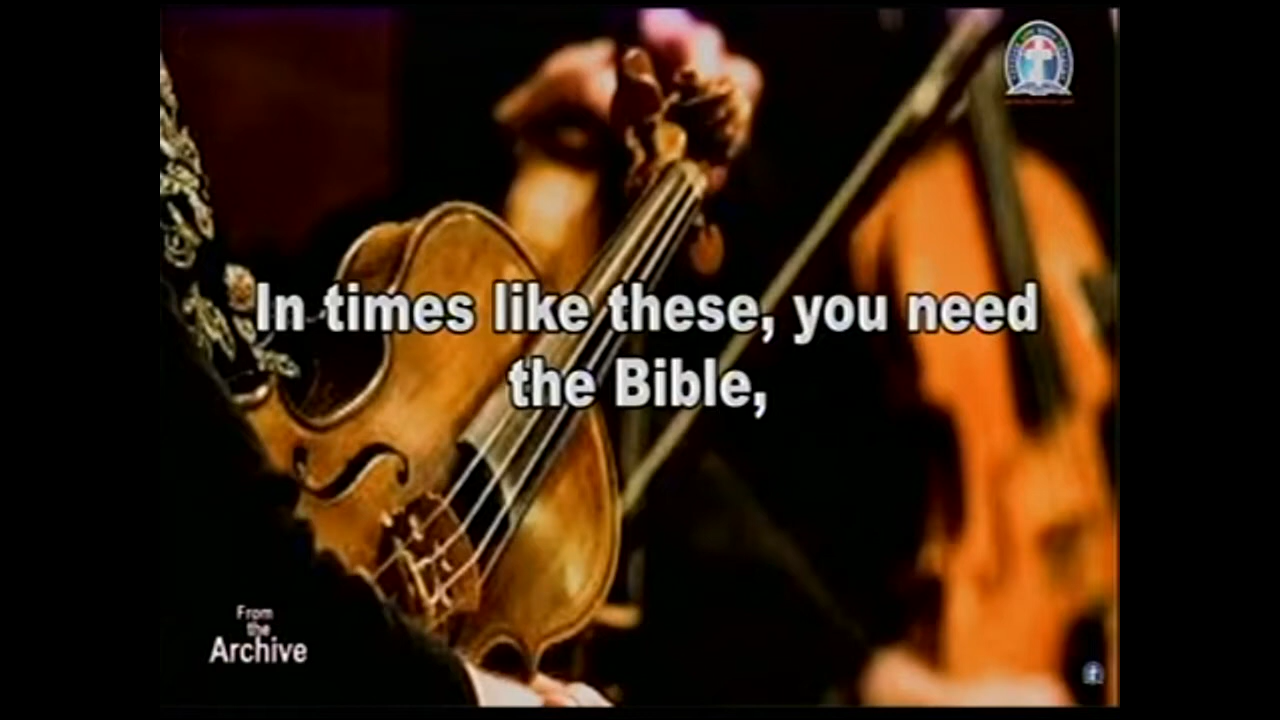 In times like these, you need
the Bible,
From
the
Archive